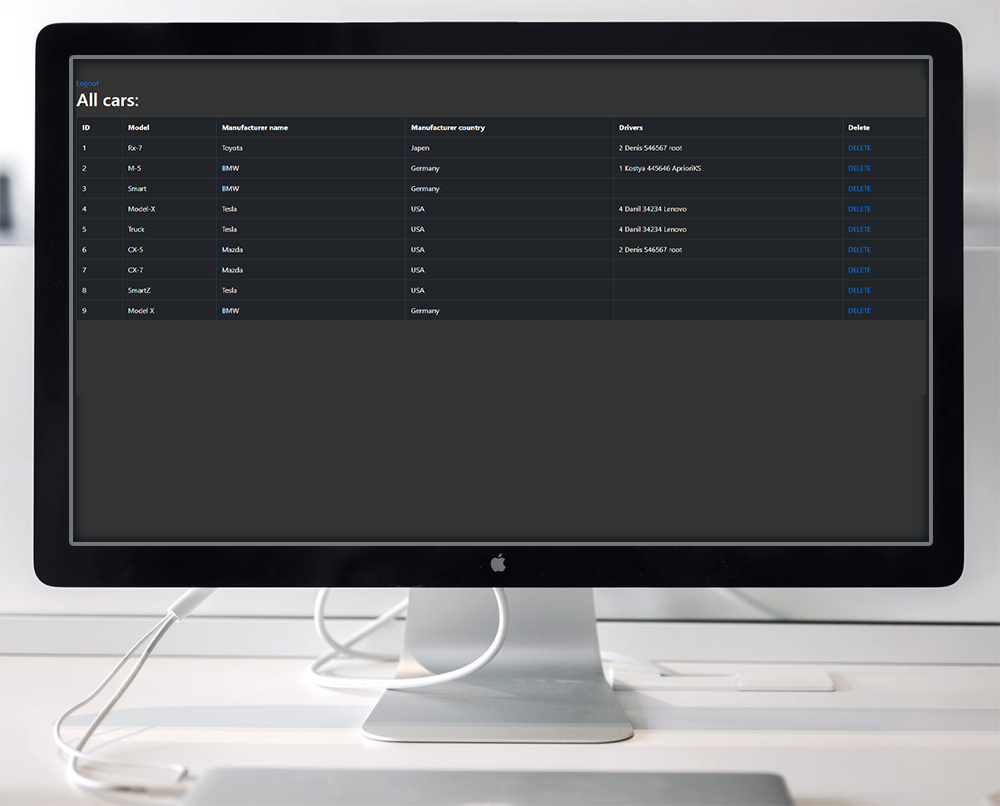 Logout
All cars:
ID Model Manufacturer name Manufacturer country Drivers Delete
1 Rx-7 Toyota Japen 2 Denis 546567 root DELETE
2 M-5 BMW Germany 1 Kostya 445646 AprioriKS DELETE
3 Smart BMW Germany DELETE
4 Model-X Tesla USA 4 Danil 34234 Lenovo DELETE
5 Truck Tesla USA 4 Danil 34234 Lenovo DELETE
6 CX-5 Mazda USA 2 Denis 546567 root DELETE
7 CX-7 Mazda USA DELETE
8 SmartZ Tesla USA DELETE
9 Model X BMW Germany DELETE